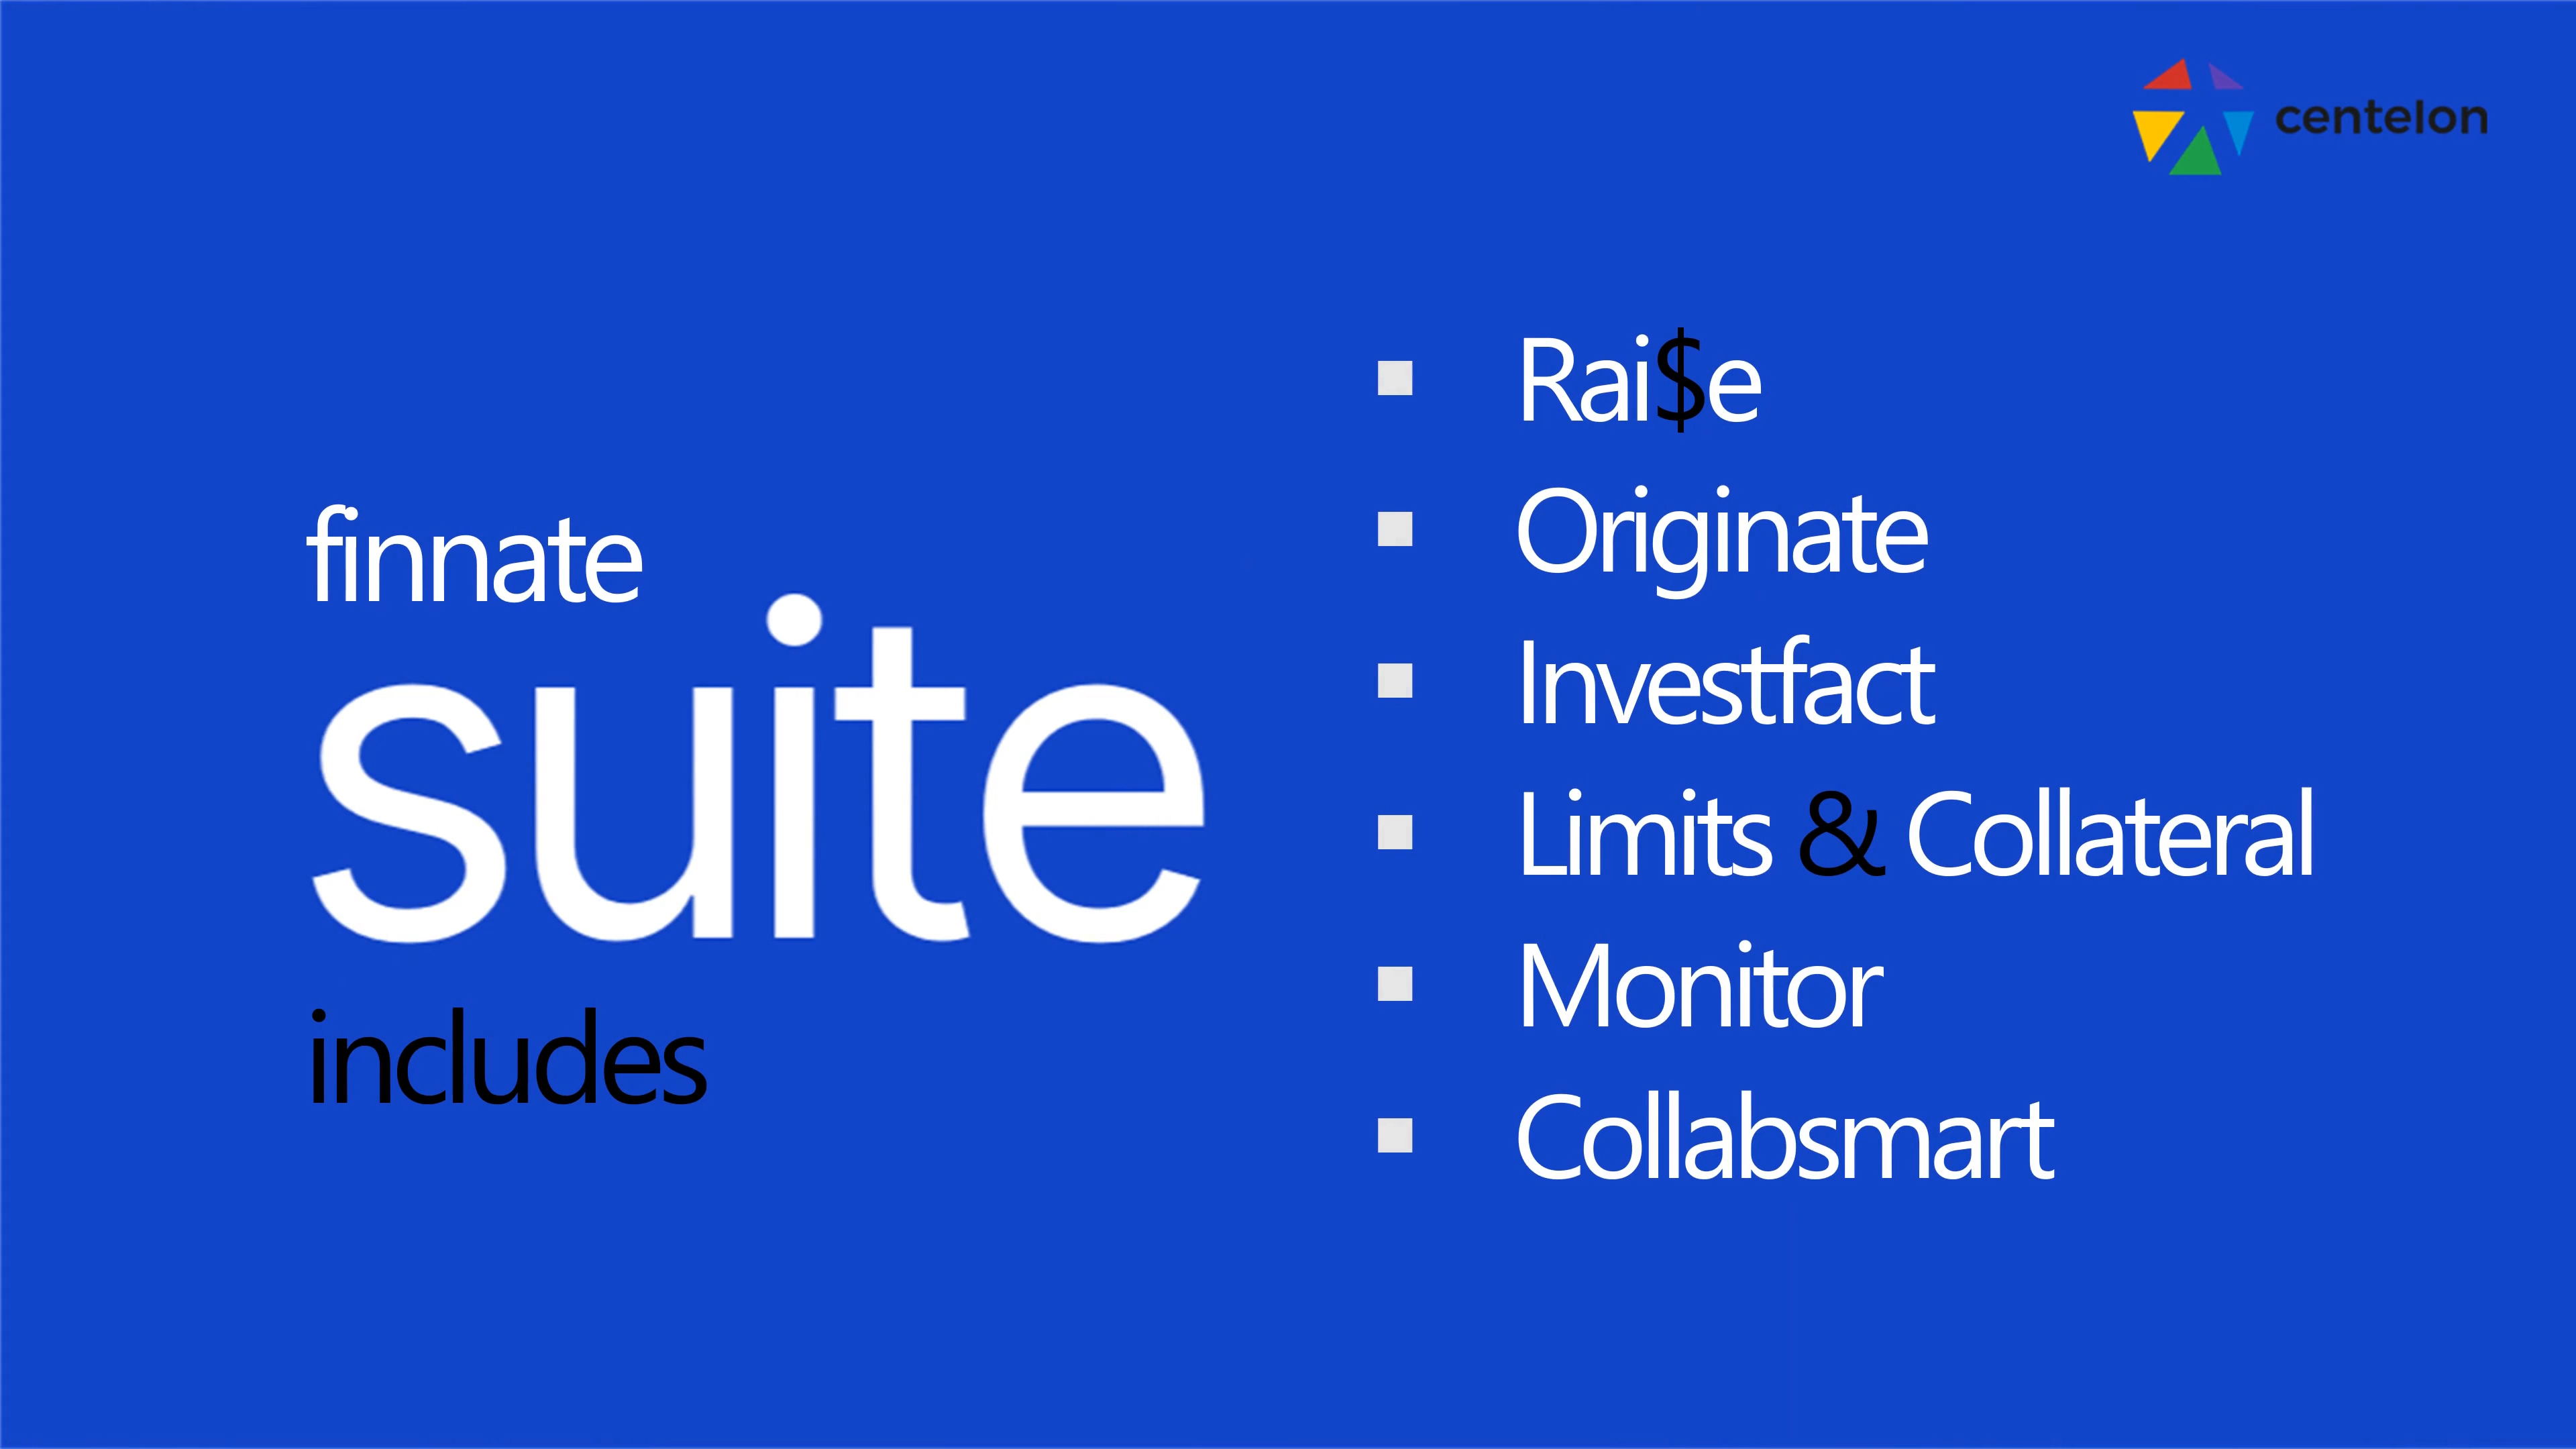 centelon
finnate
suite
includes
▪ Rai$e
▪ Originate
▪ Investfact
▪ Limits & Collateral
▪ Monitor
▪ Collabsmart